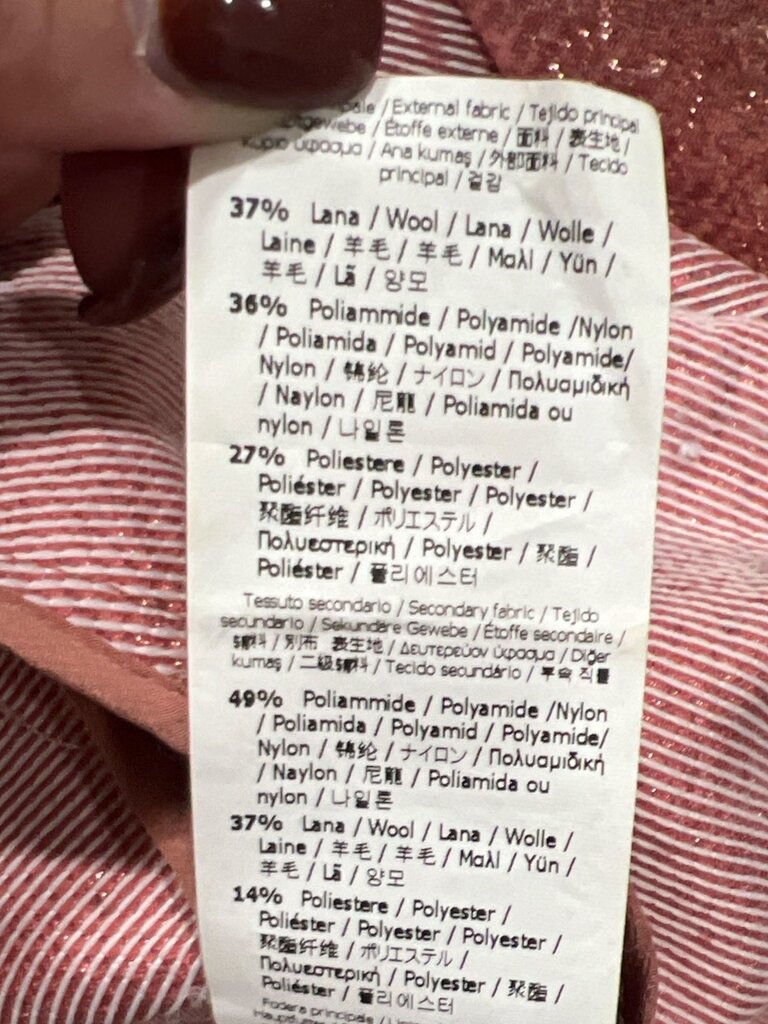 / External fabric / Tejido principal
/ Étoffe externe / 面料 / 表生地 /
ύφασμα / Ana kumaş / 外部面料 / Tecido
principal / 겉감
37% Lana / Wool / Lana / Wolle /
Laine / 羊毛 / 羊毛 / Μαλί / Yün /
羊毛 / Lã / 양모
36% Poliammide / Polyamide /Nylon
/ Poliamida / Polyamid / Polyamide/
Nylon / 锦纶 / ナイロン / Πολυαμιδική
/ Naylon / 尼龍 / Poliamida ou
nylon / 나일론
27% Poliestere / Polyester /
Poliéster / Polyester / Polyester /
聚酯纤维 / ポリエステル /
Πολυεστερική / Polyester / 聚酯 /
Poliéster / 폴리에스터
Tessuto secondario / Secondary fabric / Tejido
secundario / Sekundäre Gewebe / Étoffe secondaire /
辅料 / 別布 表生地 / Δευτερεύον ύφασμα / Diğer
kumaş / 二級輔料 / Tecido secundário / 부속 직물
49% Poliammide / Polyamide /Nylon
/ Poliamida / Polyamid / Polyamide/
Nylon / 锦纶 / ナイロン / Πολυαμιδική
/ Naylon / 尼龍 / Poliamida ou
nylon / 나일론
37% Lana / Wool / Lana / Wolle /
Laine / 羊毛 / 羊毛 / Μαλί / Yün /
羊毛 / Lã / 양모
14% Poliestere / Polyester /
Poliéster / Polyester / Polyester /
聚酯纤维 / ポリエステル /
Πολυεστερική / Polyester / 聚酯 /
Poliéster / 폴리에스터
Fodera principale /